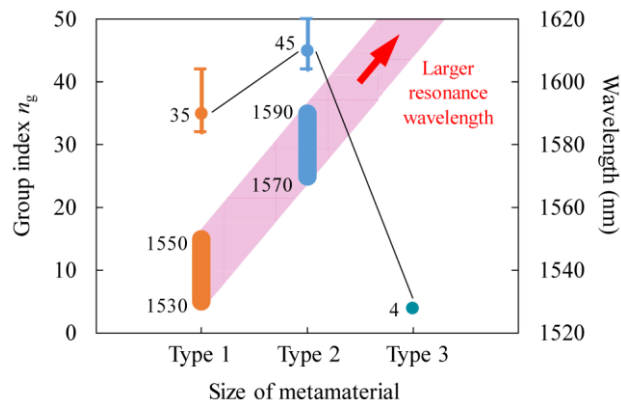 50
40
30
20
10
0
Group index ng
1620
1600
1580
1560
1540
1520
Wavelength (nm)
35
45
4
1590
1570
1550
1530
Larger
resonance
wavelength
Type 1 Type 2 Type 3
Size of metamaterial